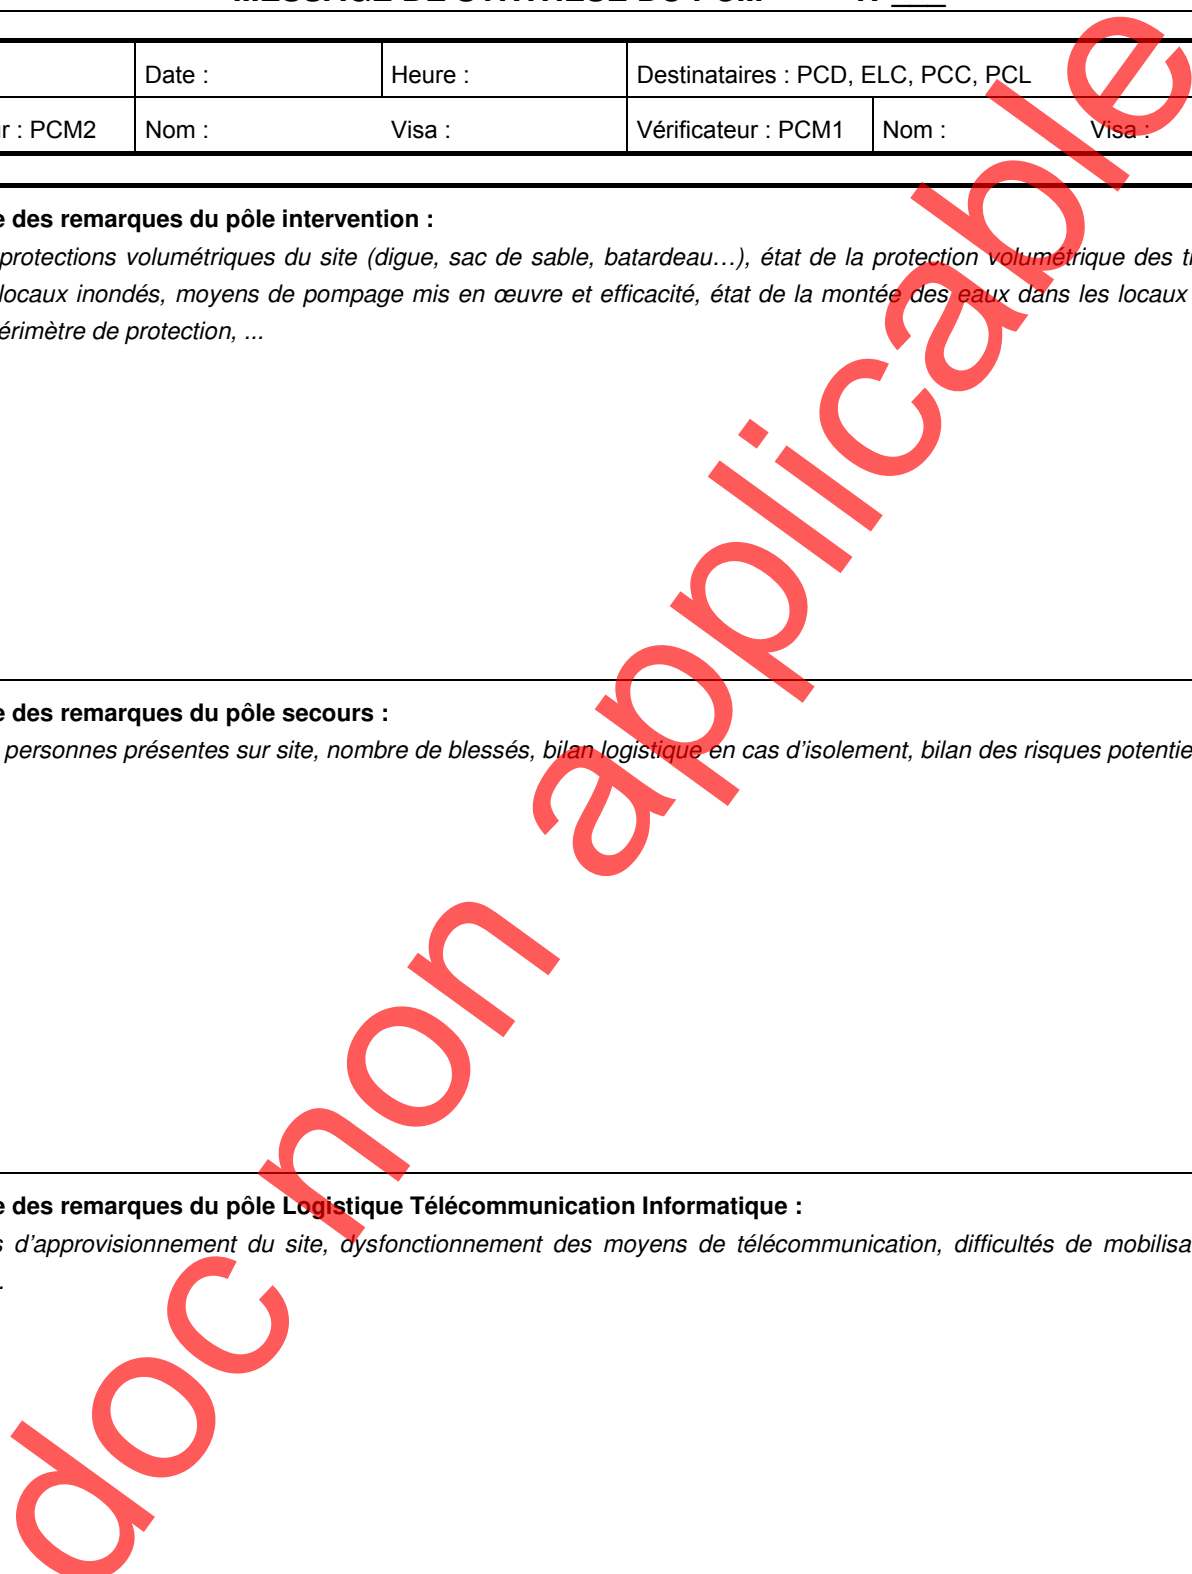 MESSAGE DE SYNTHESE DU PCM N°___
Date : Heure : Destinataires : PCD, ELC, PCC, PCL
r : PCM2 Nom : Visa : Vérificateur : PCM1 Nom : Visa :
e des remarques du pôle intervention :
protections volumétriques du site (digue, sac de sable, batardeau…), état de la protection volumétrique des
locaux inondés, moyens de pompage mis en œuvre et efficacité, état de la montée des eaux dans les locaux
érimètre de protection, ...
e des remarques du pôle secours :
personnes présentes sur site, nombre de blessés, bilan logistique en cas d’isolement, bilan des risques potentie
e des remarques du pôle Logistique Télécommunication Informatique :
s d’approvisionnement du site, dysfonctionnement des moyens de télécommunication, difficultés de mobilisa
.
doc non applicable